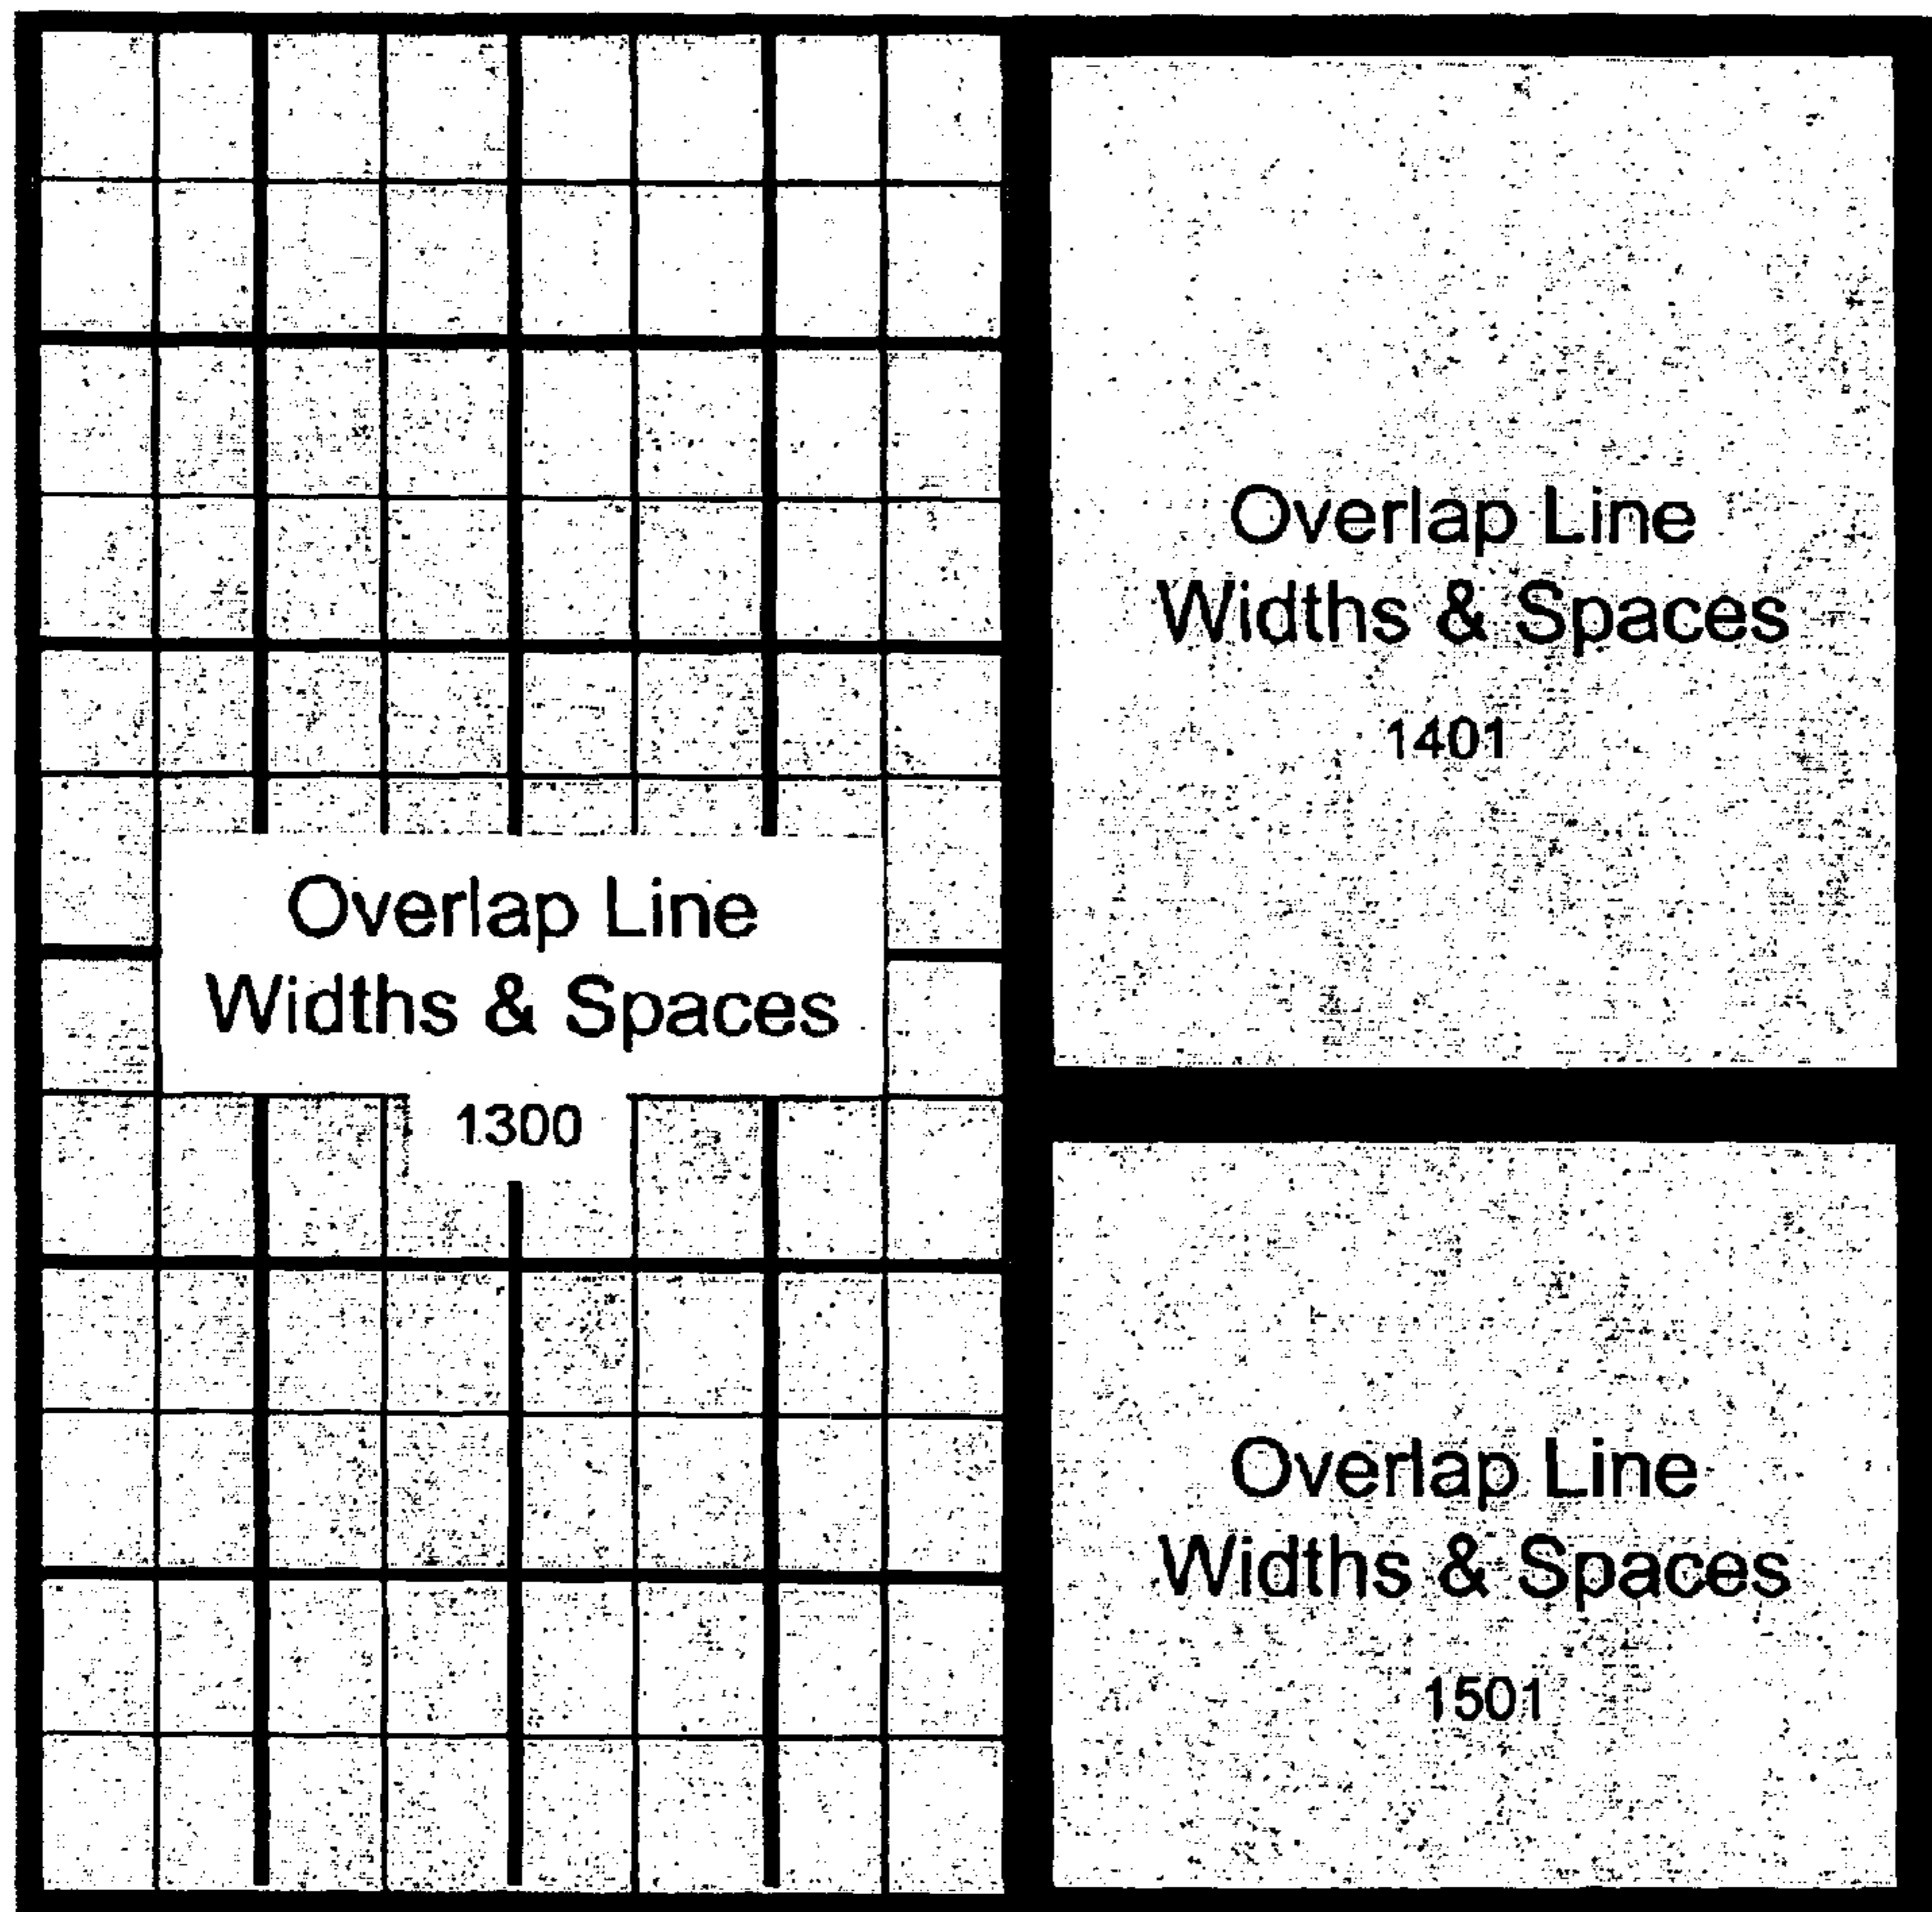 Overlap Line
Widths & Spaces
1300
Overlap Line
Widths & Spaces
1401
Overlap Line
Widths & Spaces
1501